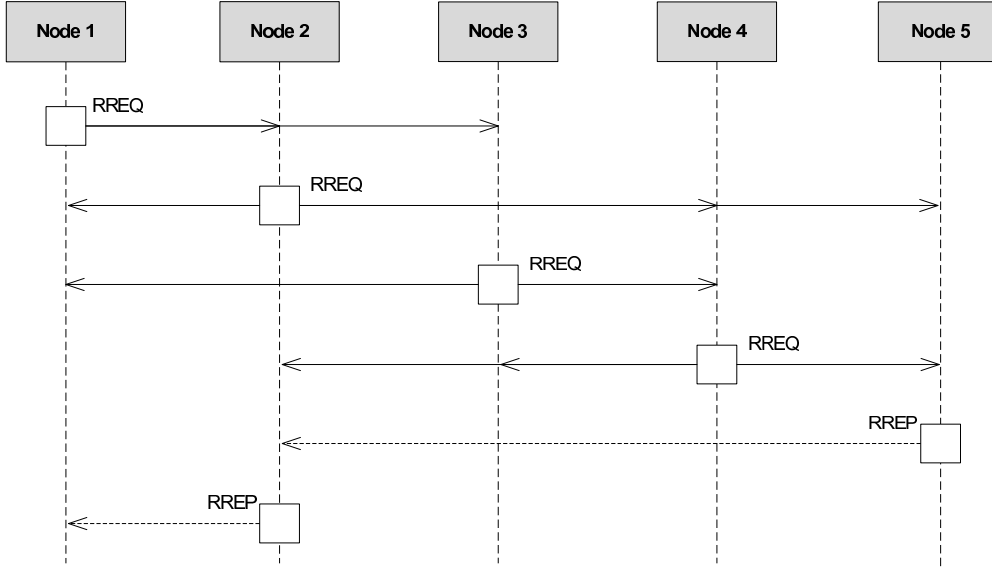 Node 1
Node 2
Node 3
Node 4
Node 5
RREQ
RREQ
RREQ
RREQ
RREP
RREP